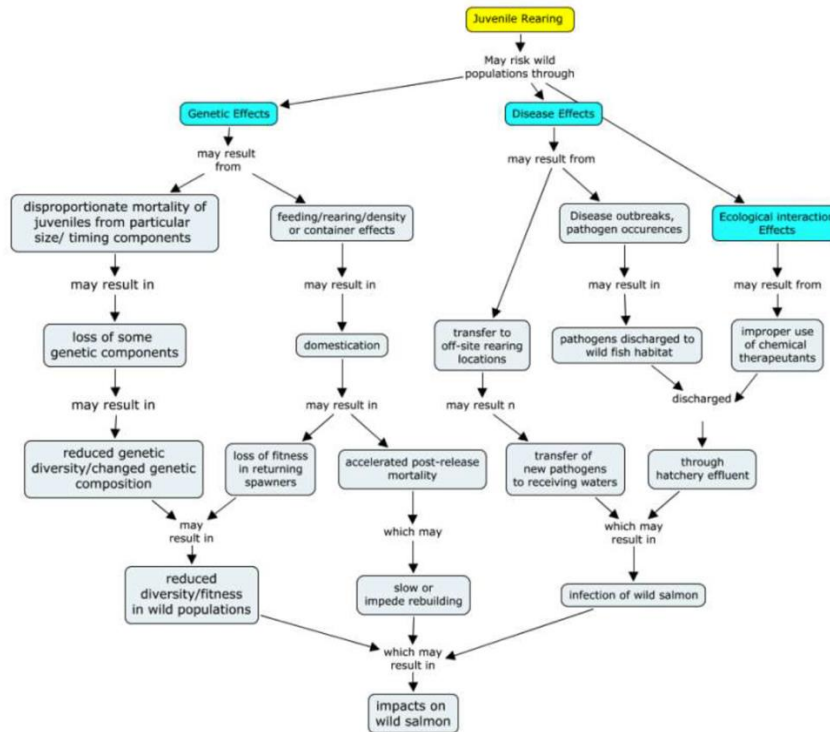 Juvenile Rearing
May risk wild
populations through
Genetic Effects
Disease Effects
may result
from
may result from
disproportionate mortality of
juveniles from particular
size/ timing components
feeding/rearing/density
or container effects
Disease outbreaks,
pathogen occurences
Ecological interaction
Effects
may result in
may result in
may result in
may result from
loss of some
genetic components
domestication
transfer to
off-site rearing
locations
pathogens discharged to
wild fish habitat
improper use
of chemical
therapeutants
may result in
may result in
may result n
discharged
reduced genetic
diversity/changed genetic
composition
loss of fitness
in returning
spawners
accelerated post-release
mortality
transfer of
new pathogens
to receiving waters
through
hatchery effluent
may
result in
which may
which may
result in
reduced
diversity/fitness
in wild populations
slow or
impede rebuilding
infection of wild salmon
which may
result in
impacts on
wild salmon